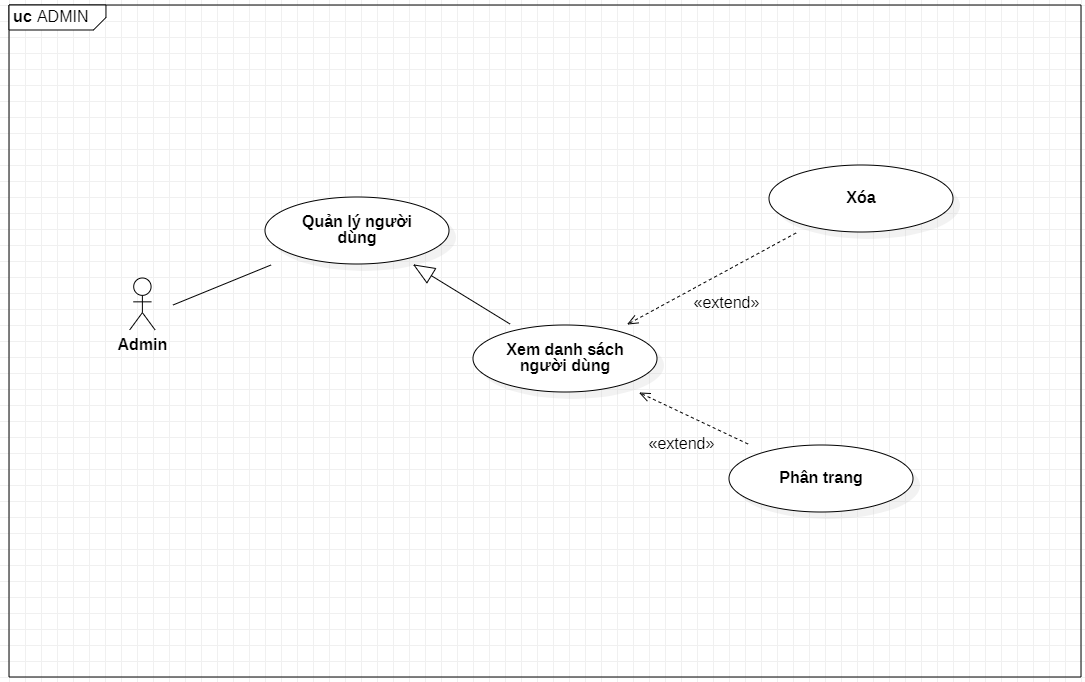 uc ADMIN
Xóa
Quản lý người
dùng
«extend»
Admin
Xem danh sách
người dùng
«extend»
Phân trang